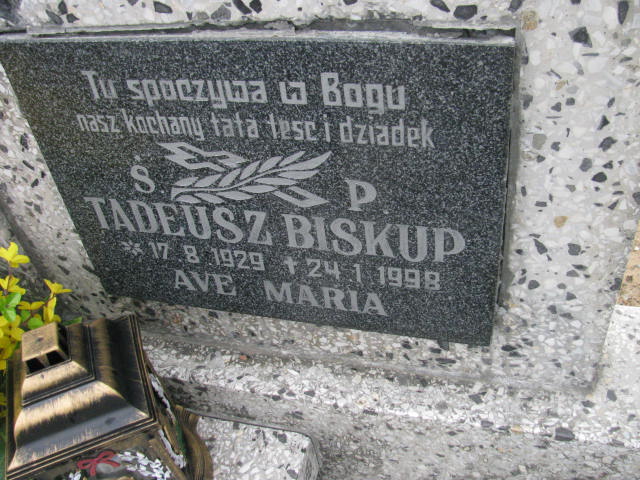 Tu spoczywa w Bogu
nasz kochany tata teść i dziadek
Ś P
TADEUSZ BISKUP
* 17 8 1929 † 24 1 1998
AVE MARIA